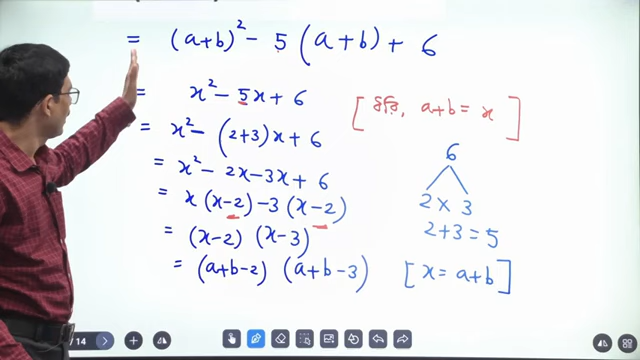 = (a+b)² - 5 (a+b) + 6
= x² - 5x + 6 [ ধরি, a+b = x ]
= x² - (2+3)x + 6
= x² - 2x - 3x + 6
= x (x-2) - 3 (x-2)
= (x-2) (x-3)
= (a+b-2) (a+b-3) [ x = a+b ]
6
2 × 3
2+3 = 5
/ 14